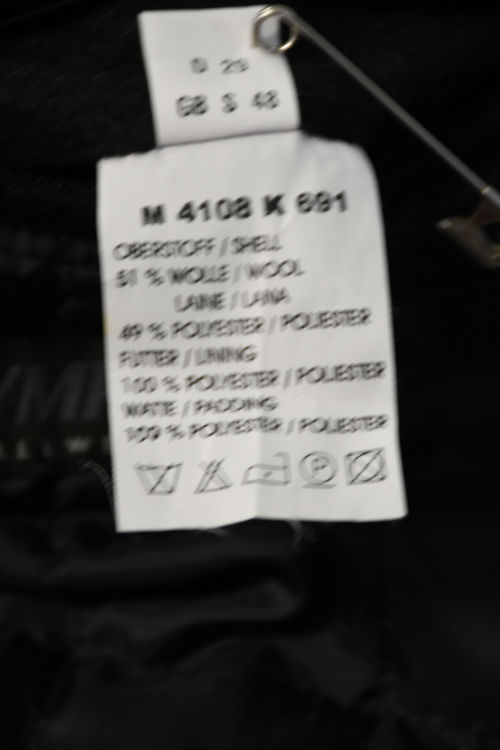 D 29
GB S 48
M 4108 K 691
OBERSTOFF / SHELL
51 % WOLLE / WOOL
LAINE / LANA
49 % POLYESTER / POLIESTER
FUTTER / LINING
100 % POLYESTER / POLIESTER
WATTE / PADDING
100 % POLYESTER / POLIESTER
P